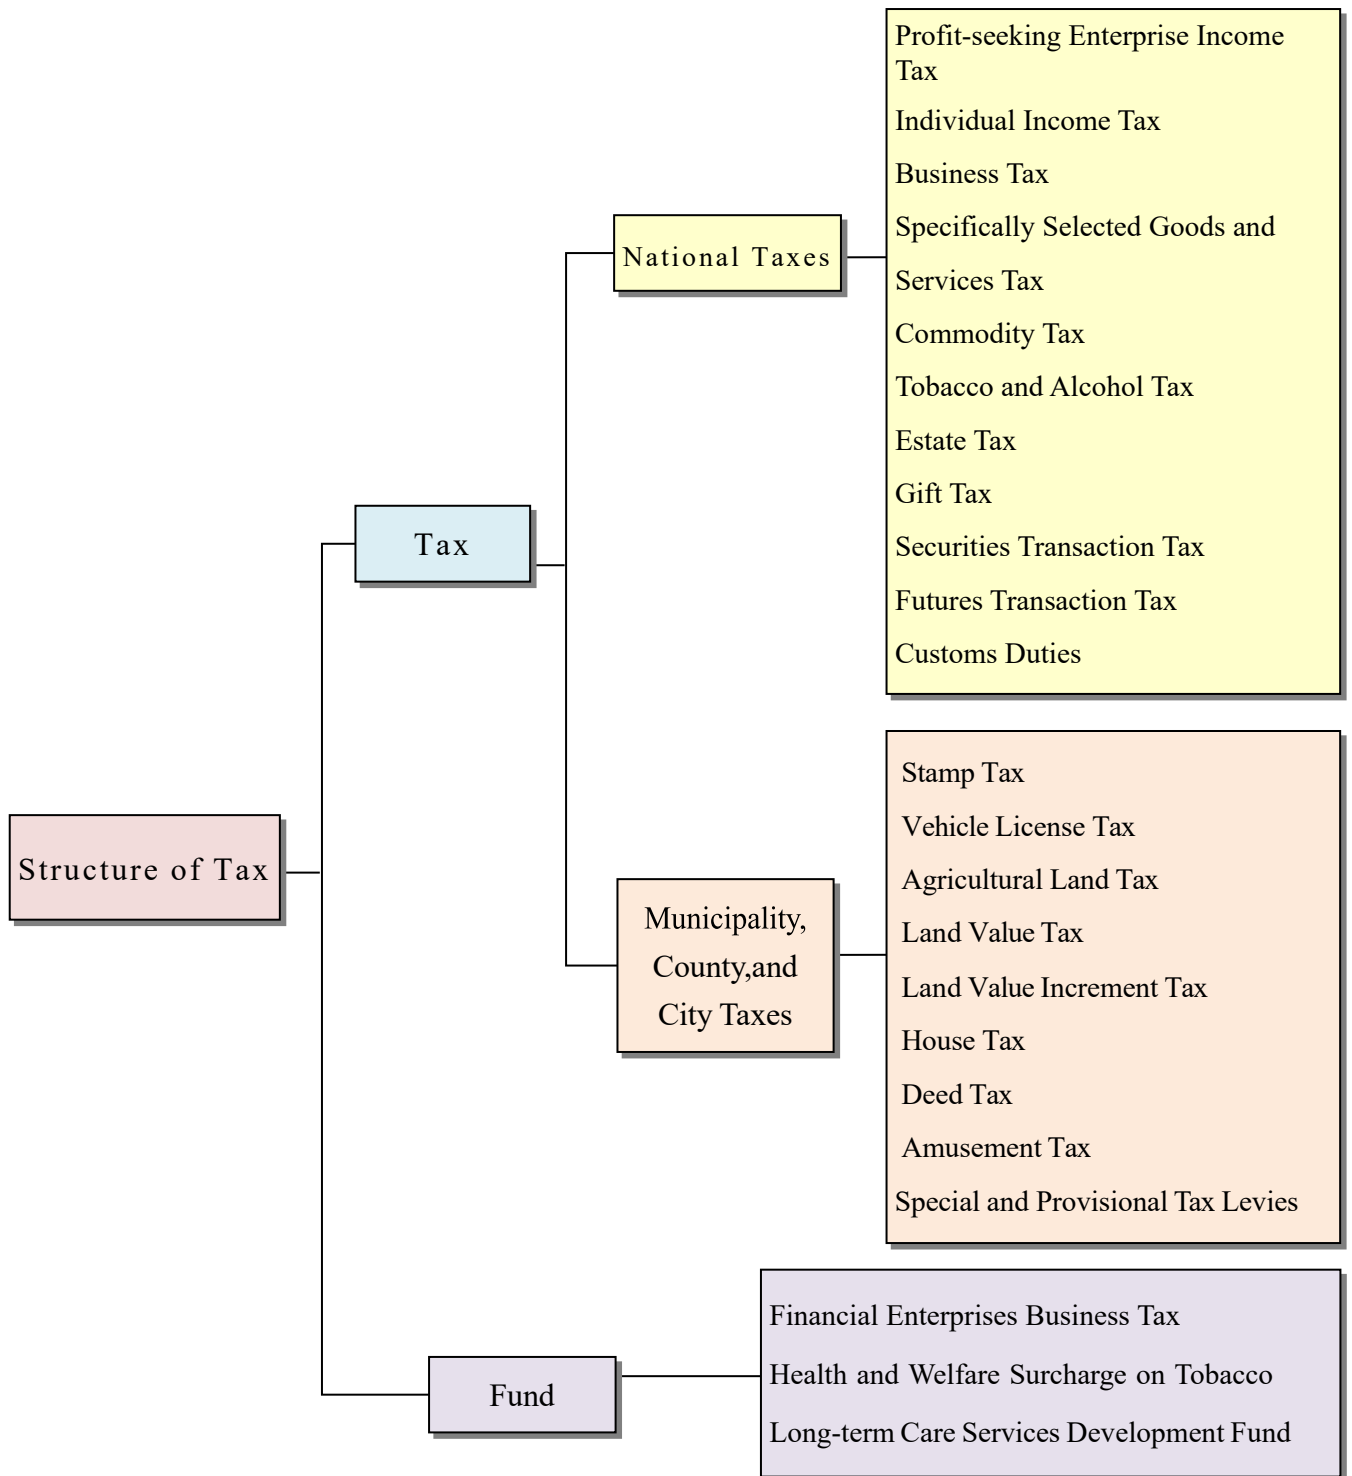 Structure of Tax
Tax
National Taxes
Profit-seeking Enterprise Income
Tax
Individual Income Tax
Business Tax
Specifically Selected Goods and
Services Tax
Commodity Tax
Tobacco and Alcohol Tax
Estate Tax
Gift Tax
Securities Transaction Tax
Futures Transaction Tax
Customs Duties
Municipality,
County,and
City Taxes
Stamp Tax
Vehicle License Tax
Agricultural Land Tax
Land Value Tax
Land Value Increment Tax
House Tax
Deed Tax
Amusement Tax
Special and Provisional Tax Levies
Fund
Financial Enterprises Business Tax
Health and Welfare Surcharge on Tobacco
Long-term Care Services Development Fund